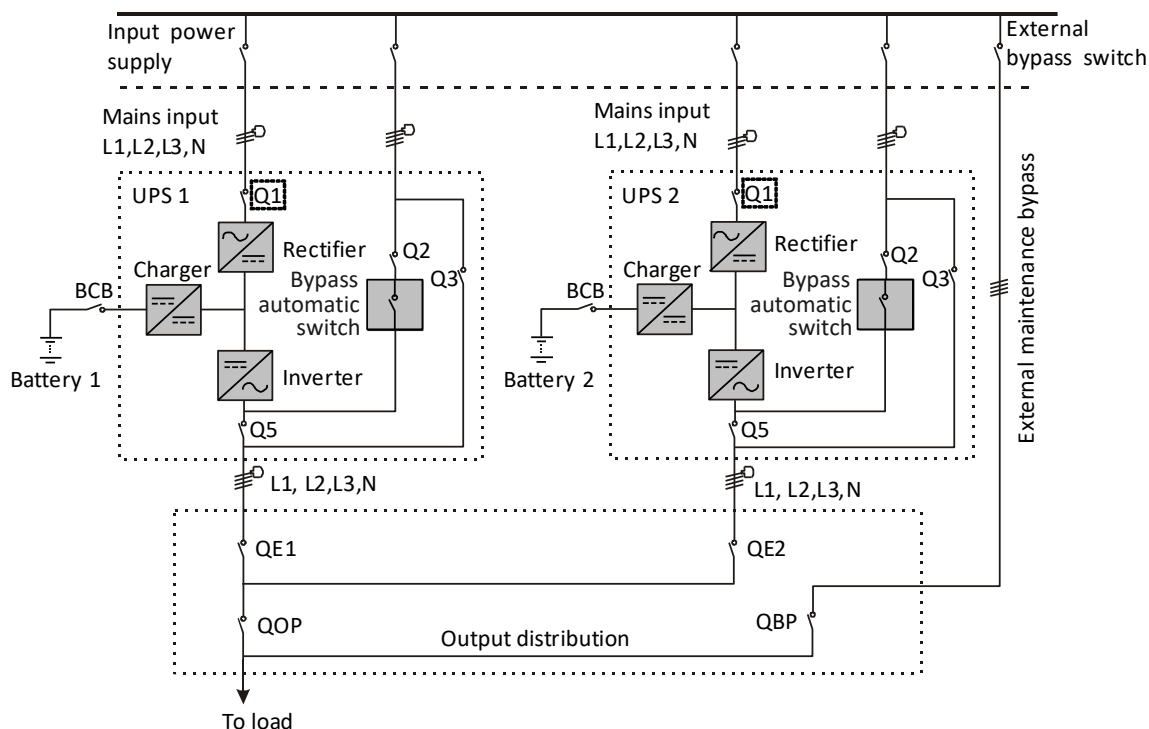 Input power
supply
External
bypass switch
Mains input
L1,L2,L3,N
Mains input
L1,L2,L3,N
UPS 1
Q1
UPS 2
Q1
Rectifier
Q2
Q3
Rectifier
Q2
Q3
Charger
Bypass
automatic
switch
Charger
Bypass
automatic
switch
BCB
BCB
Battery 1
Inverter
Battery 2
Inverter
External maintenance bypass
Q5
Q5
L1, L2,L3,N
L1, L2,L3,N
QE1
QE2
QOP
QBP
Output distribution
To load